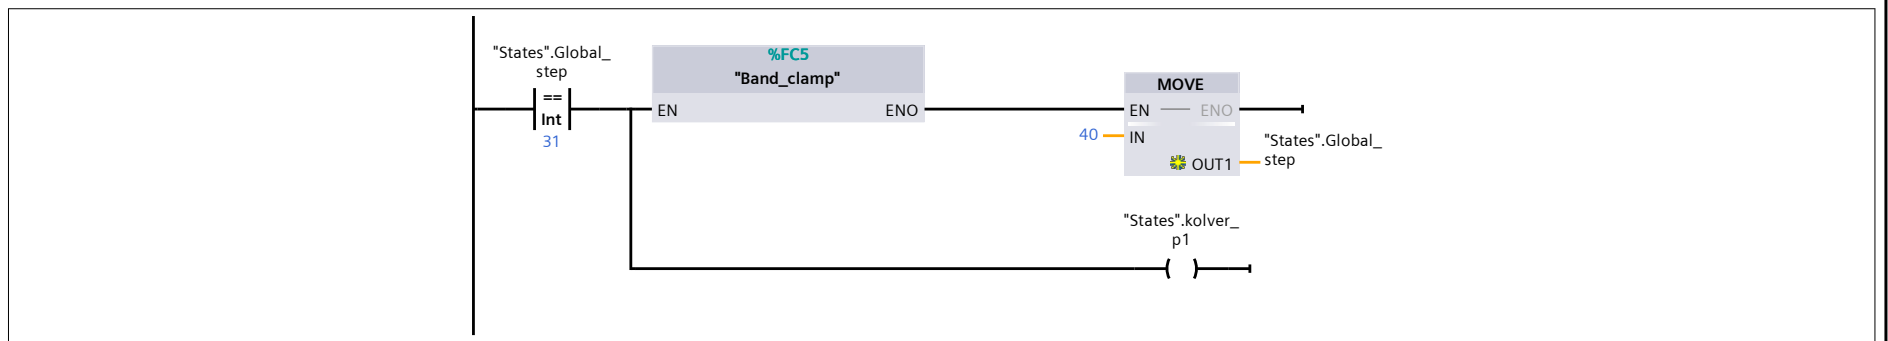 "States".Global_
step
==
Int
31
%FC5
"Band_clamp"
EN
ENO
MOVE
EN
ENO
40
IN
OUT1
"States".Global_
step
"States".kolver_
p1